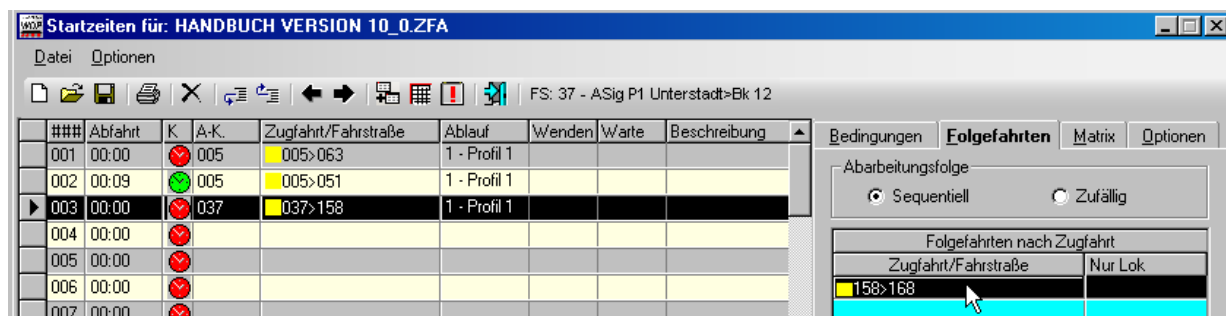 Startzeiten für: HANDBUCH VERSION 10_0.ZFA
Datei Optionen
FS: 37 - ASig P1 Unterstadt>Bk 12
### Abfahrt K A-K. Zugfahrt/Fahrstraße Ablauf Wenden Warte Beschreibung
001 00:00 005 005>063 1 - Profil 1
002 00:09 005 005>051 1 - Profil 1
003 00:00 037 037>158 1 - Profil 1
004 00:00
005 00:00
006 00:00
007 00:00
Bedingungen Folgefahrten Matrix Optionen
Abarbeitungsfolge
Sequentiell Zufällig
Folgefahrten nach Zugfahrt
Zugfahrt/Fahrstraße Nur Lok
158>168